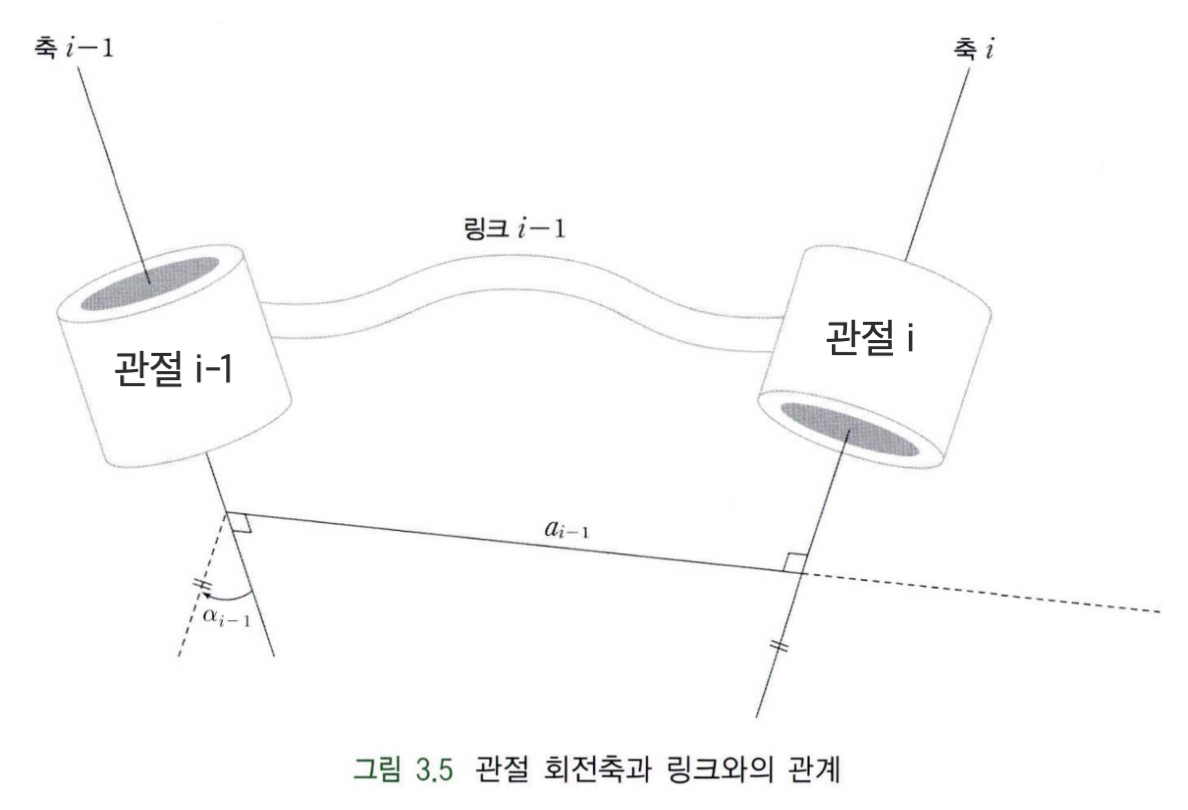 축 i−1
축 i
링크 i−1
관절 i-1
관절 i
a_{i−1}
α_{i−1}
그림 3.5 관절 회전축과 링크와의 관계